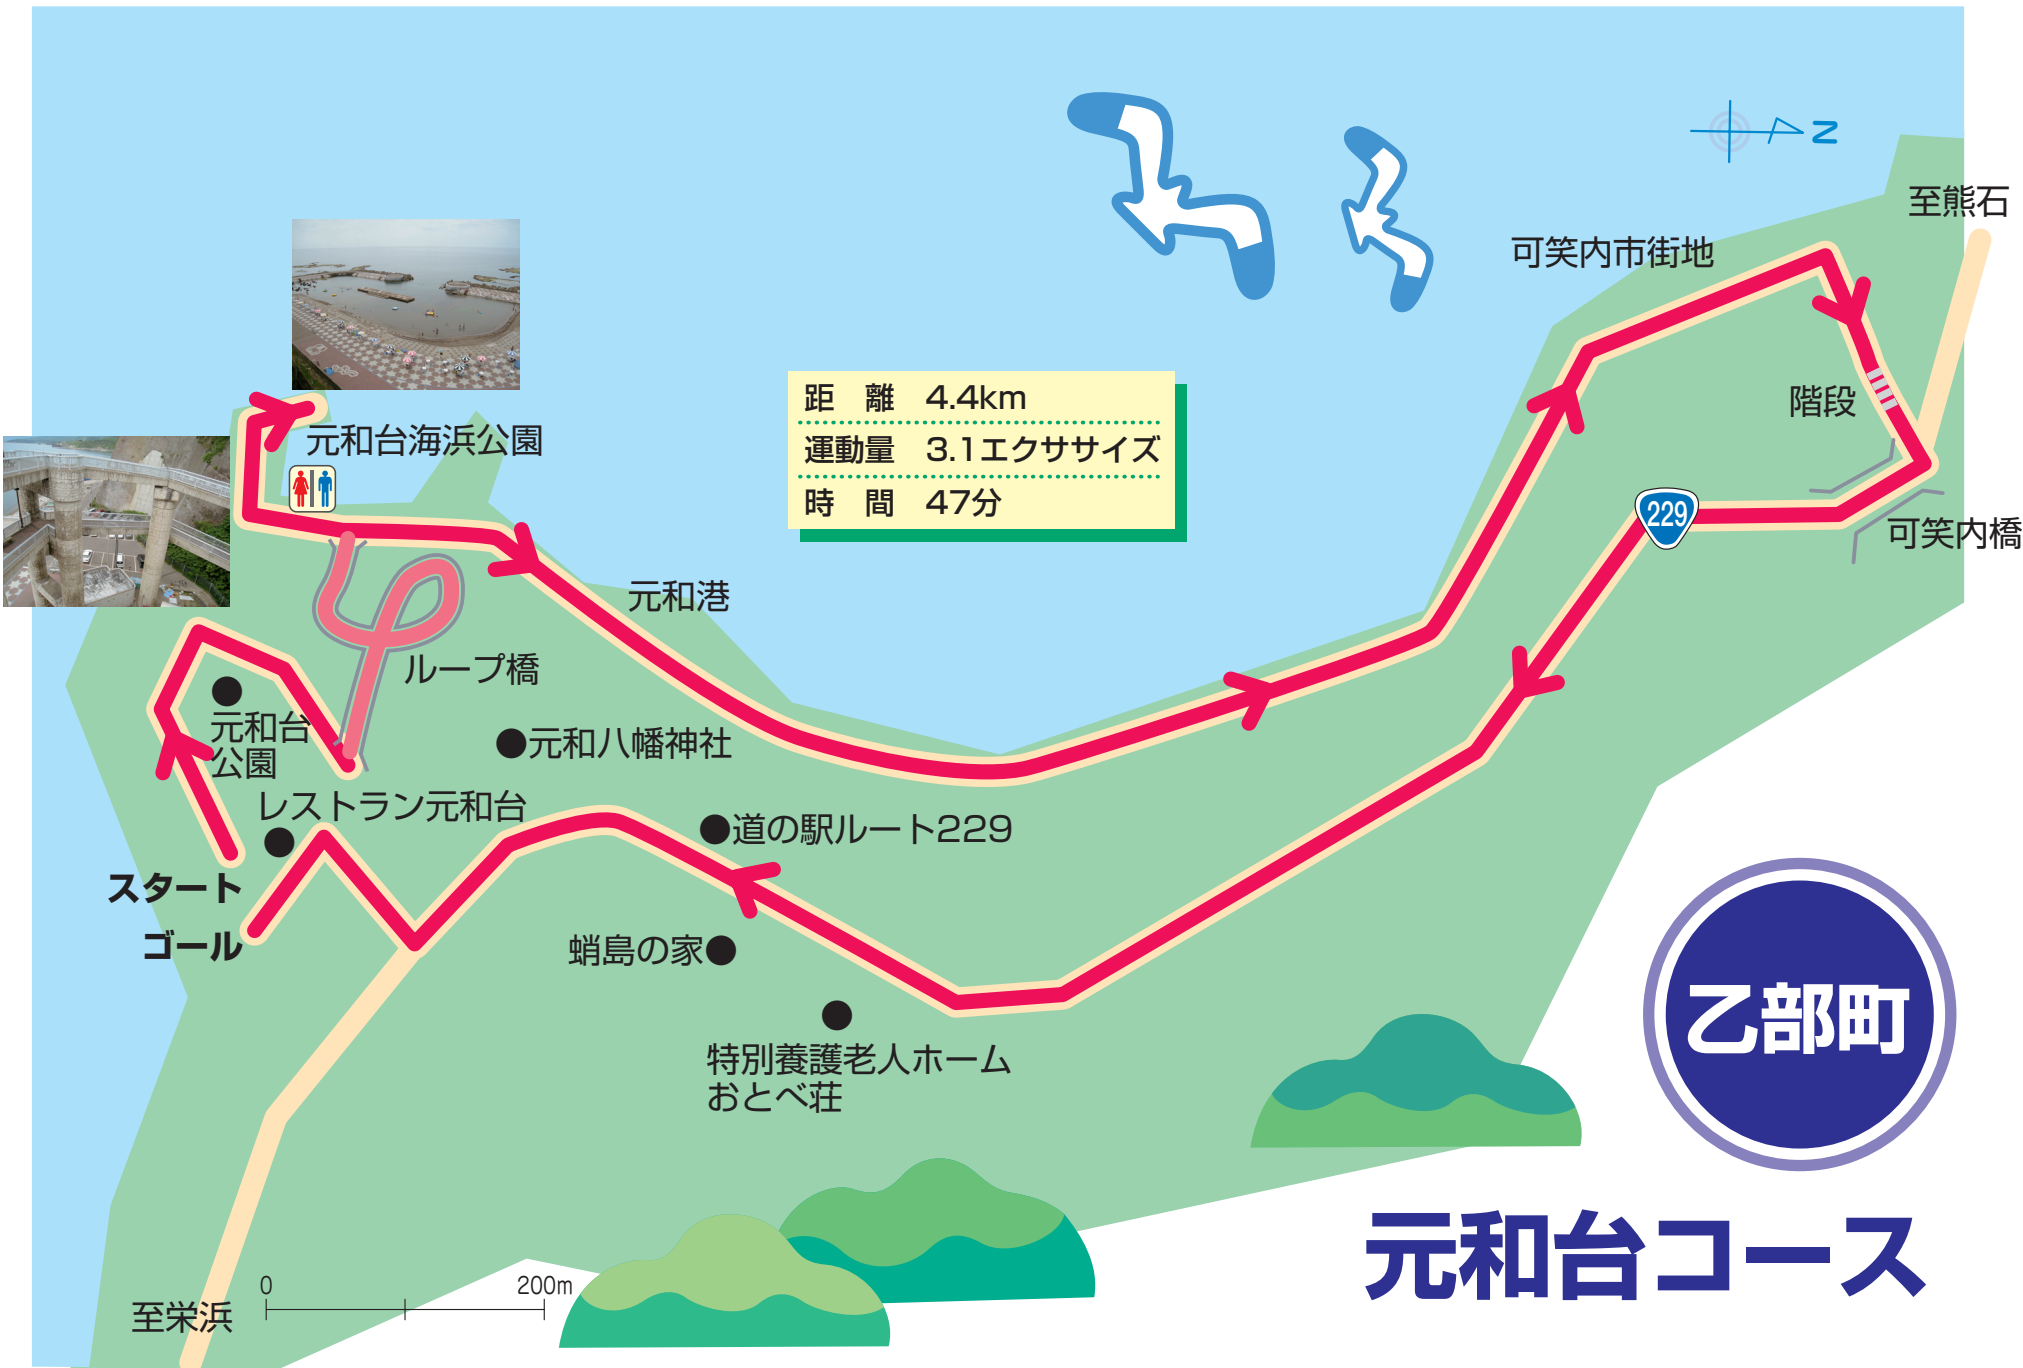 N
至熊石
可笑内市街地
階段
可笑内橋
229
距　離　4.4km
運動量　3.1エクササイズ
時　間　47分
元和台海浜公園
元和港
ループ橋
元和台
公園
元和八幡神社
レストラン元和台
道の駅ルート229
スタート
ゴール
蛸島の家
特別養護老人ホーム
おとべ荘
乙部町
元和台コース
0
200m
至栄浜